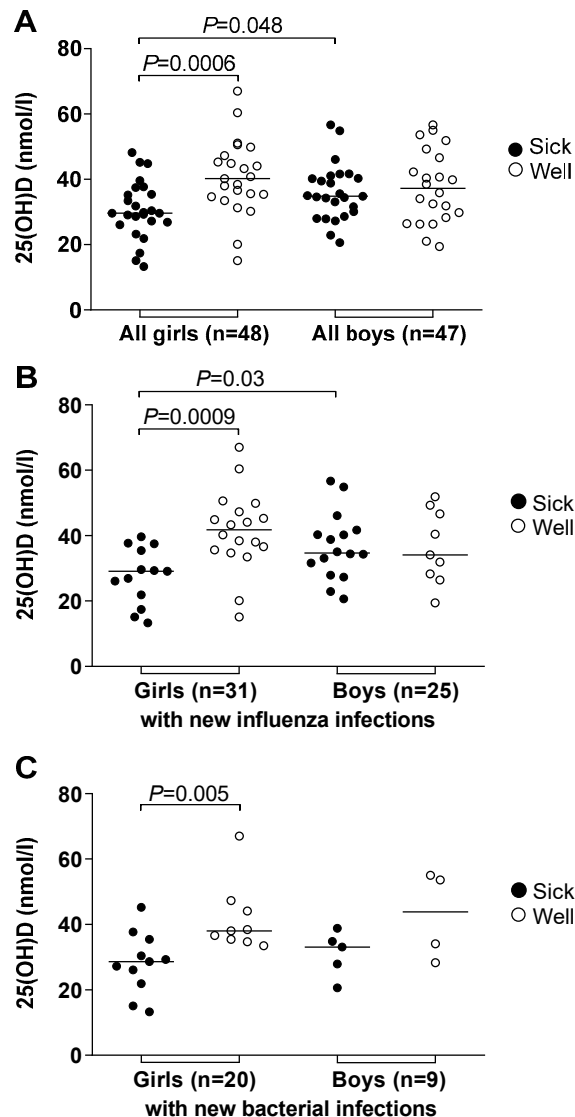 A
P=0.048
P=0.0006
80
60
40
20
0
25(OH)D (nmol/l)
Sick
Well
All girls (n=48) All boys (n=47)
B
P=0.03
P=0.0009
80
60
40
20
0
25(OH)D (nmol/l)
Sick
Well
Girls (n=31) Boys (n=25)
with new influenza infections
C
P=0.005
80
60
40
20
0
25(OH)D (nmol/l)
Sick
Well
Girls (n=20) Boys (n=9)
with new bacterial infections